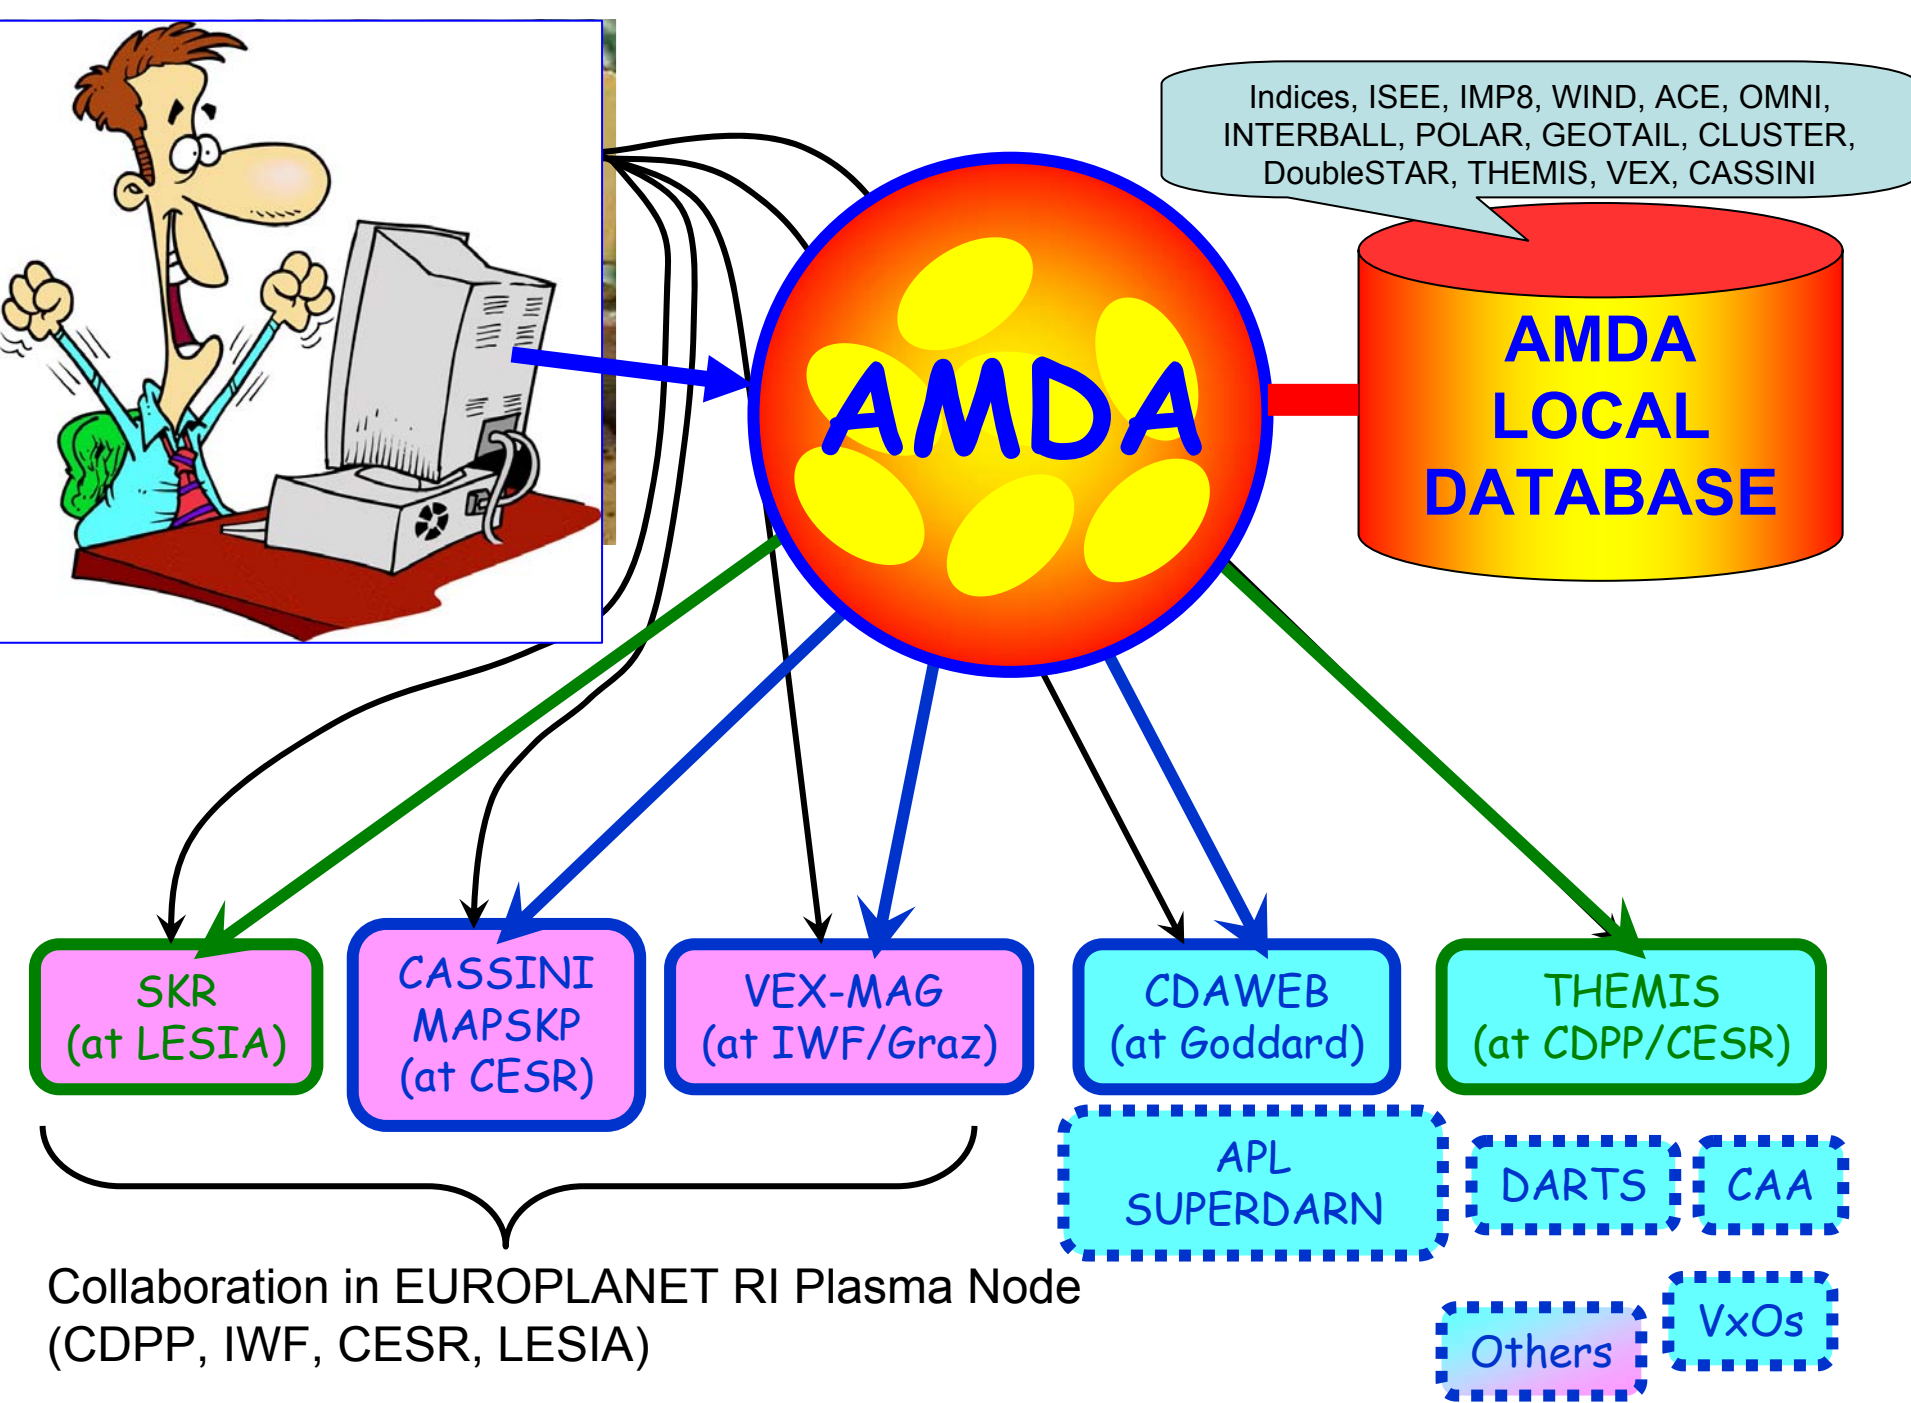 Indices, ISEE, IMP8, WIND, ACE, OMNI,
INTERBALL, POLAR, GEOTAIL, CLUSTER,
DoubleSTAR, THEMIS, VEX, CASSINI
AMDA
AMDA
LOCAL
DATABASE
SKR
(at LESIA)
CASSINI
MAPSKP
(at CESR)
VEX-MAG
(at IWF/Graz)
CDAWEB
(at Goddard)
THEMIS
(at CDPP/CESR)
APL
SUPERDARN
DARTS
CAA
VxOs
Others
Collaboration in EUROPLANET RI Plasma Node
(CDPP, IWF, CESR, LESIA)